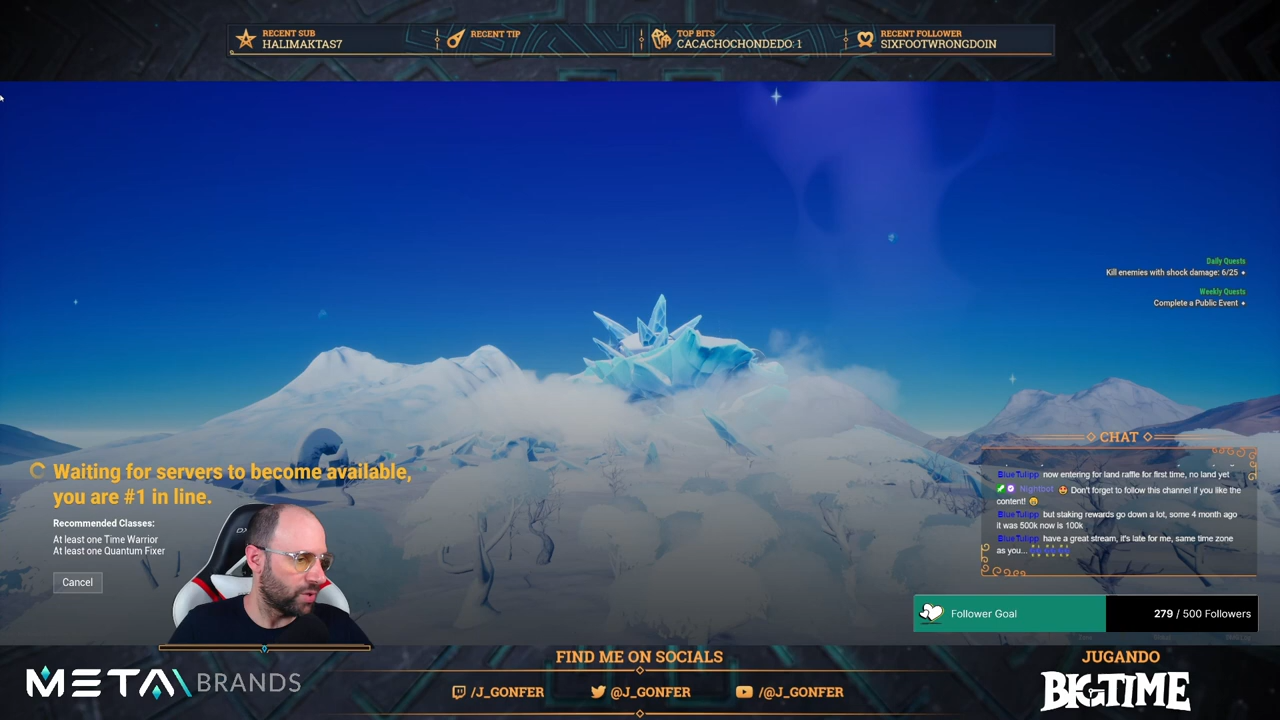 RECENT SUB
HALIMAKTAS7
RECENT TIP
TOP BITS
CACACHOCHONDEDO: 1
RECENT FOLLOWER
SIXFOOTWRONGDOIN
Daily Quests
Kill enemies with shock damage: 6/25
Weekly Quests
Complete a Public Event
Waiting for servers to become available,
you are #1 in line.
Recommended Classes:
At least one Time Warrior
At least one Quantum Fixer
Cancel
CHAT
BlueTulipp now entering for land raffle for first time, no land yet
Nightbot Don't forget to follow this channel if you like the
content!
BlueTulipp but staking rewards go down a lot, some 4 month ago
it was 500k now is 100k
BlueTulipp have a great stream, it's late for me, same time zone
as you...
Follower Goal
279 / 500 Followers
FIND ME ON SOCIALS
/J_GONFER
@J_GONFER
/@J_GONFER
META BRANDS
JUGANDO
BIGTIME